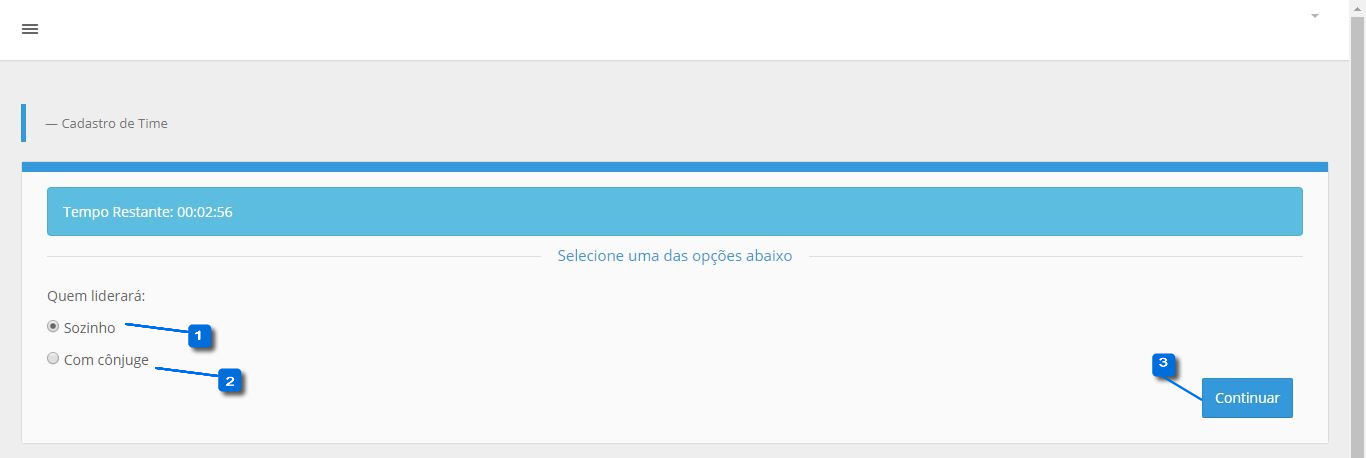 — Cadastro de Time
Tempo Restante: 00:02:56
Selecione uma das opções abaixo
Quem liderará:
Sozinho
1
Com cônjuge
2
3
Continuar